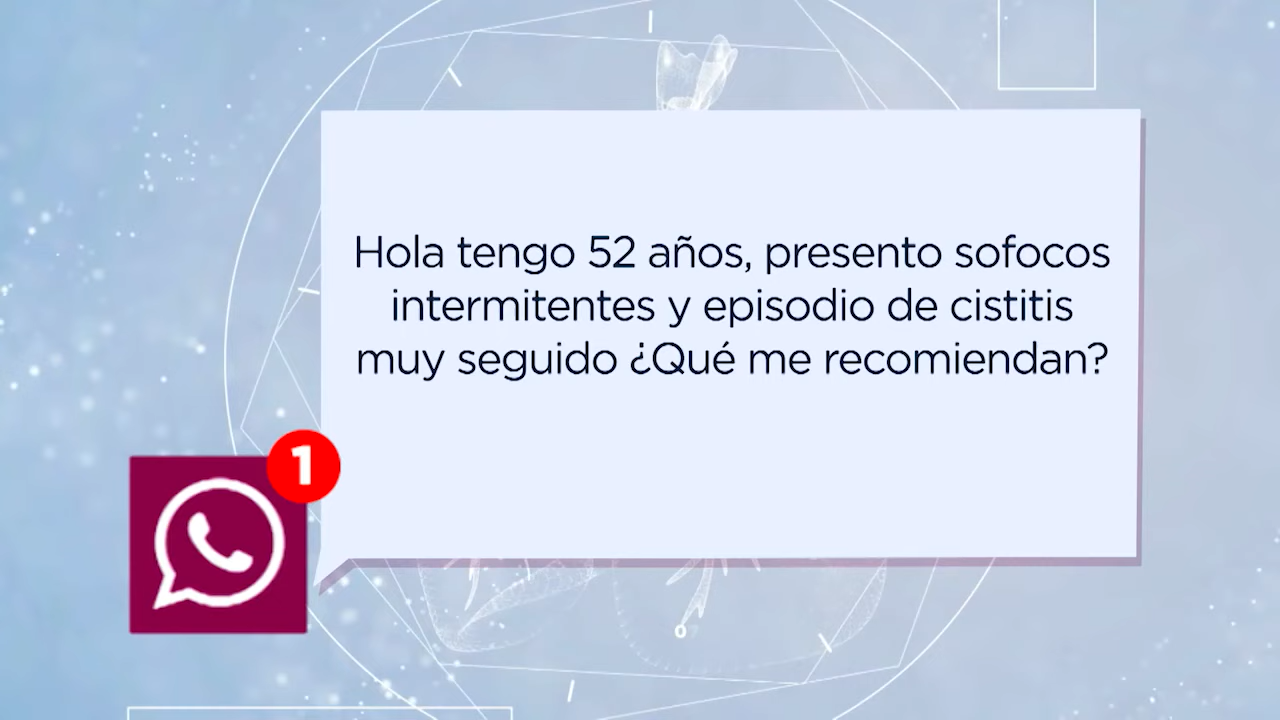 Hola tengo 52 años, presento sofocos
intermitentes y episodio de cistitis
muy seguido ¿Qué me recomiendan?
1